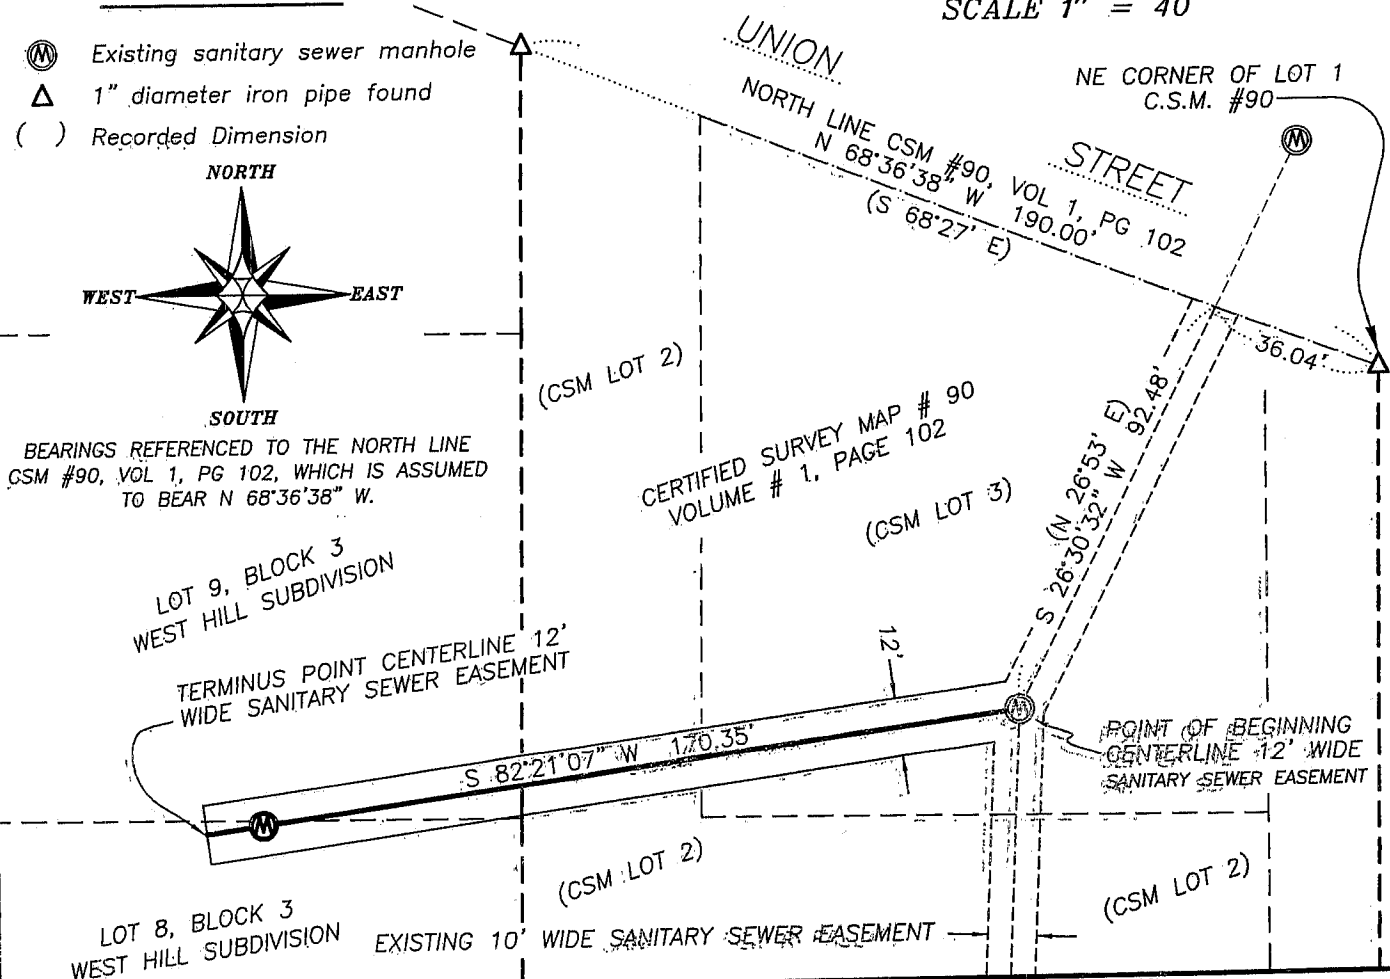 SCALE 1" = 40'
Existing sanitary sewer manhole
1" diameter iron pipe found
( ) Recorded Dimension
NORTH
WEST
EAST
SOUTH
BEARINGS REFERENCED TO THE NORTH LINE
CSM #90, VOL 1, PG 102, WHICH IS ASSUMED
TO BEAR N 68°36'38" W.
UNION
STREET
NORTH LINE CSM #90, VOL 1, PG 102
N 68°36'38" W 190.00'
(S 68°27' E)
NE CORNER OF LOT 1
C.S.M. #90
M
36.04'
(CSM LOT 2)
CERTIFIED SURVEY MAP # 90
VOLUME # 1, PAGE 102
(CSM LOT 3)
(N 26°53' E)
S 26°30'32" W 92.48'
LOT 9, BLOCK 3
WEST HILL SUBDIVISION
TERMINUS POINT CENTERLINE 12'
WIDE SANITARY SEWER EASEMENT
12'
S 82°21'07" W 170.35'
M
M
POINT OF BEGINNING
CENTERLINE 12' WIDE
SANITARY SEWER EASEMENT
(CSM LOT 2)
(CSM LOT 2)
LOT 8, BLOCK 3
WEST HILL SUBDIVISION
EXISTING 10' WIDE SANITARY SEWER EASEMENT